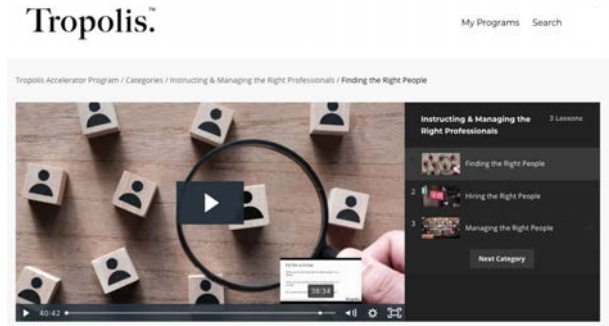 Tropolis.™
My Programs Search
Tropolis Accelerator Program / Categories / Instructing & Managing the Right Professionals / Finding the Right People
Instructing & Managing the
Right Professionals
3 Lessons
Finding the Right People
2 Hiring the Right People
3 Managing the Right People
Next Category
38:34
40:42